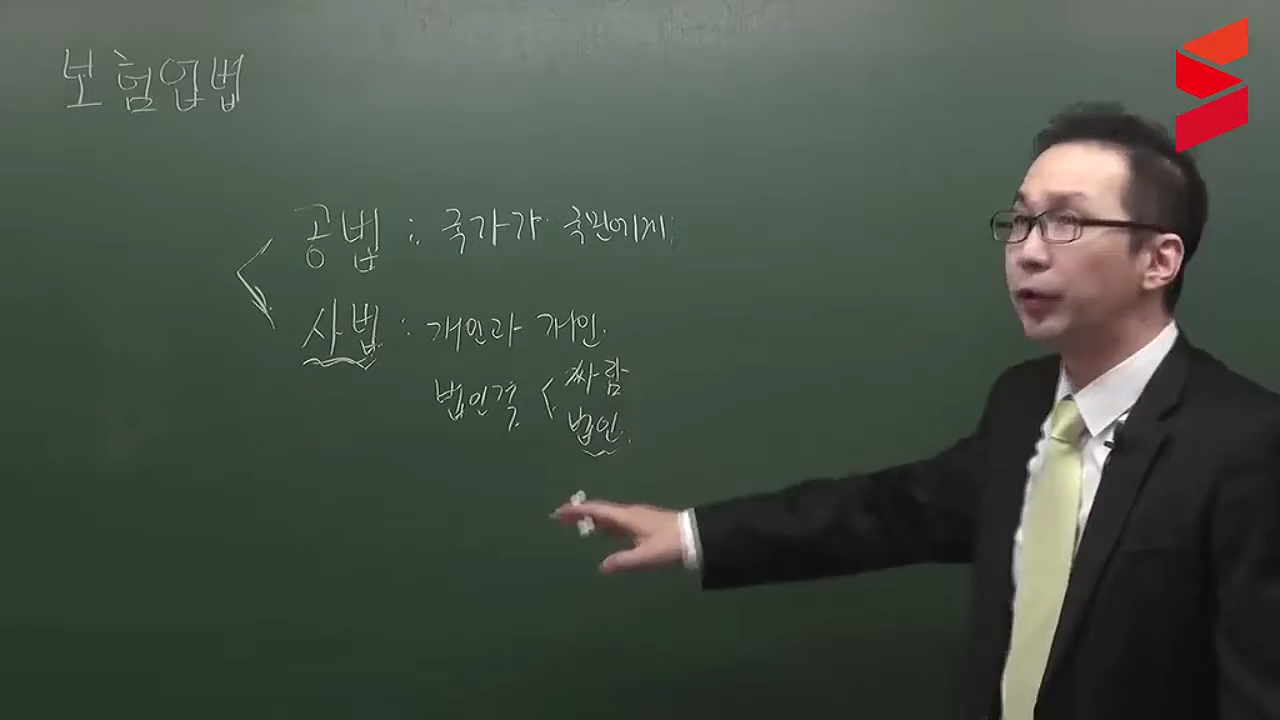 보험업법
공법 : 국가가 국민에게
사법 : 개인과 개인.
법인격 < 사람
법인.